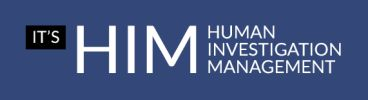 IT'S
HIM
HUMAN
INVESTIGATION
MANAGEMENT